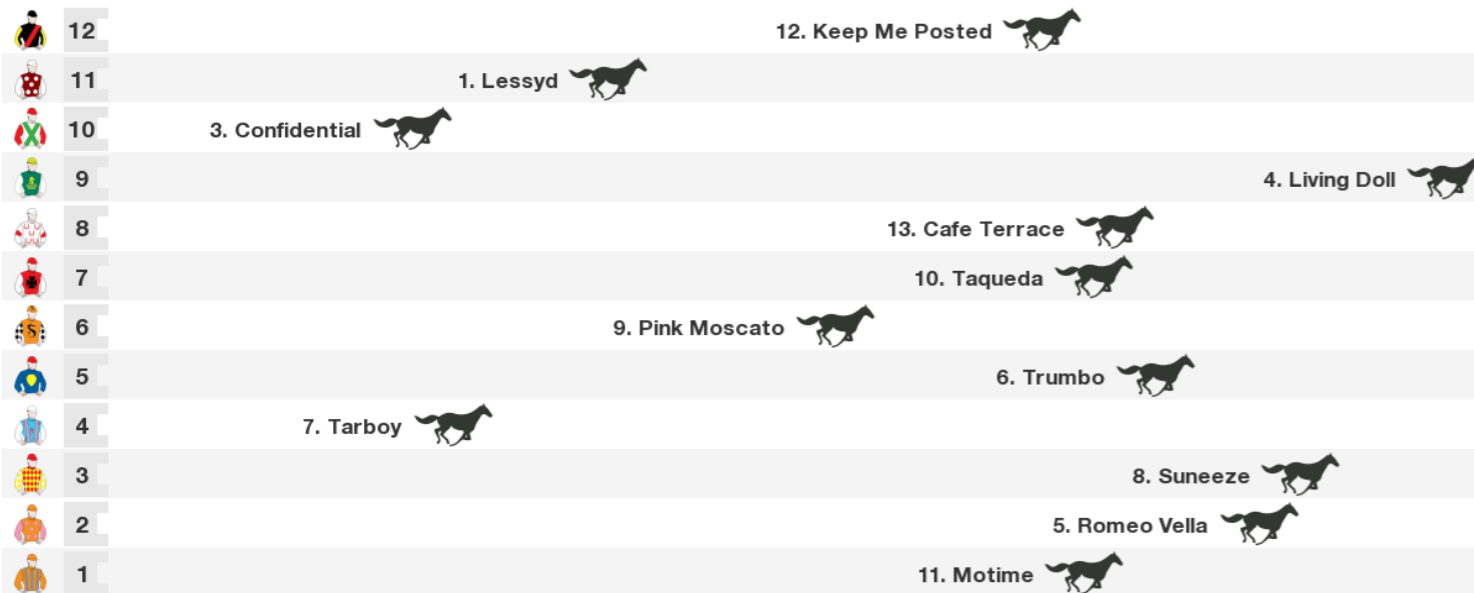 12 12. Keep Me Posted
11 1. Lessyd
10 3. Confidential
9 4. Living Doll
8 13. Cafe Terrace
7 10. Taqueda
6 9. Pink Moscato
5 6. Trumbo
4 7. Tarboy
3 8. Suneeze
2 5. Romeo Vella
1 11. Motime